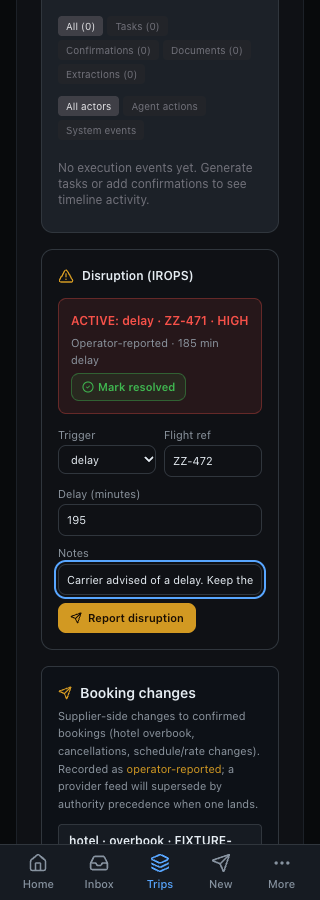 All (0) Tasks (0)
Confirmations (0) Documents (0)
Extractions (0)
All actors Agent actions
System events
No execution events yet. Generate
tasks or add confirmations to see
timeline activity.
Disruption (IROPS)
ACTIVE: delay · ZZ-471 · HIGH
Operator-reported · 185 min
delay
Mark resolved
Trigger Flight ref
delay ZZ-472
Delay (minutes)
195
Notes
Carrier advised of a delay. Keep the
Report disruption
Booking changes
Supplier-side changes to confirmed
bookings (hotel overbook,
cancellations, schedule/rate changes).
Recorded as operator-reported; a
provider feed will supersede by
authority precedence when one lands.
hotel · overbook · FIXTURE-
Home Inbox Trips New More